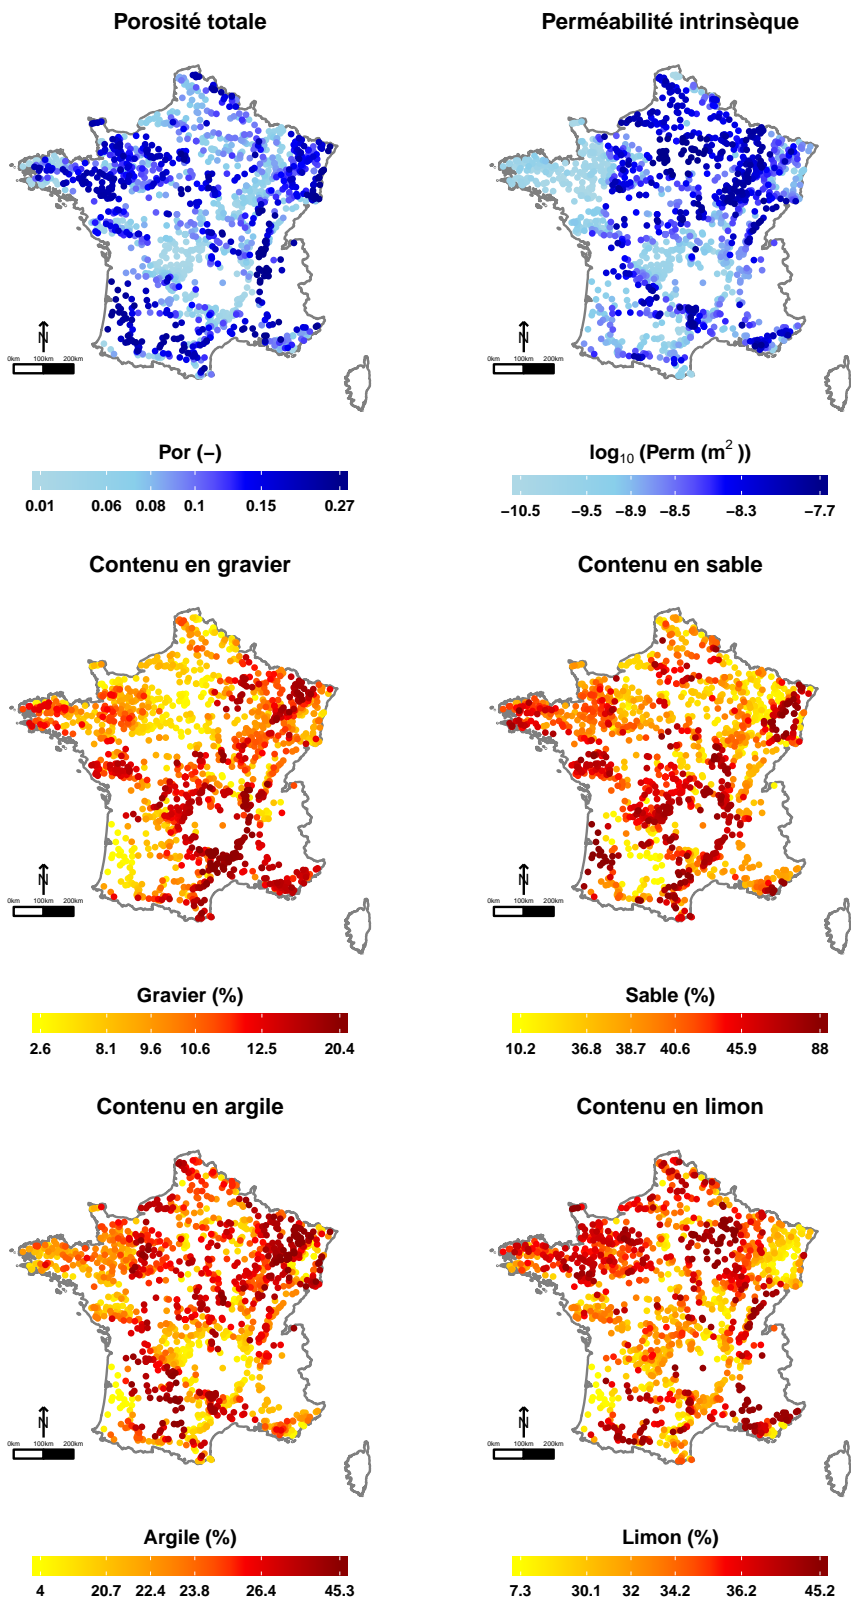 Porosité totale
Perméabilité intrinsèque
N
0km 100km 200km
N
0km 100km 200km
Por (−)
0.01 0.06 0.08 0.1 0.15 0.27
log10 (Perm (m2 ))
−10.5 −9.5 −8.9 −8.5 −8.3 −7.7
Contenu en gravier
Contenu en sable
N
0km 100km 200km
N
0km 100km 200km
Gravier (%)
2.6 8.1 9.6 10.6 12.5 20.4
Sable (%)
10.2 36.8 38.7 40.6 45.9 88
Contenu en argile
Contenu en limon
N
0km 100km 200km
N
0km 100km 200km
Argile (%)
4 20.7 22.4 23.8 26.4 45.3
Limon (%)
7.3 30.1 32 34.2 36.2 45.2